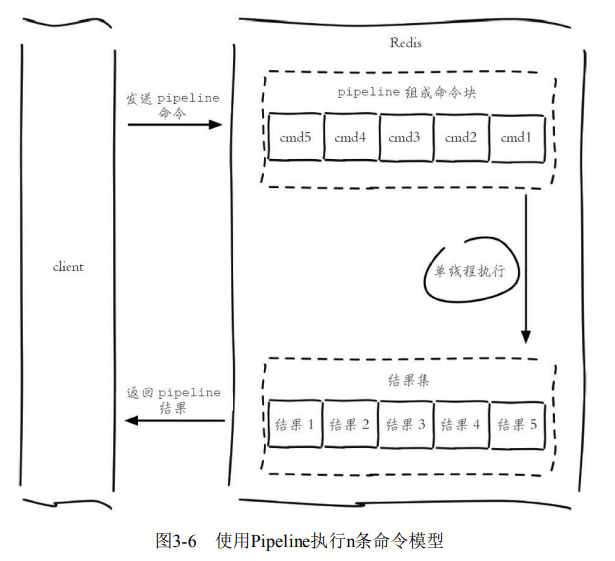 Redis
发送 pipeline
命令
pipeline 组成命令块
cmd5 cmd4 cmd3 cmd2 cmd1
client
单线程执行
返回 pipeline
结果
结果集
结果 1 结果 2 结果 3 结果 4 结果 5
图3-6 使用Pipeline执行n条命令模型